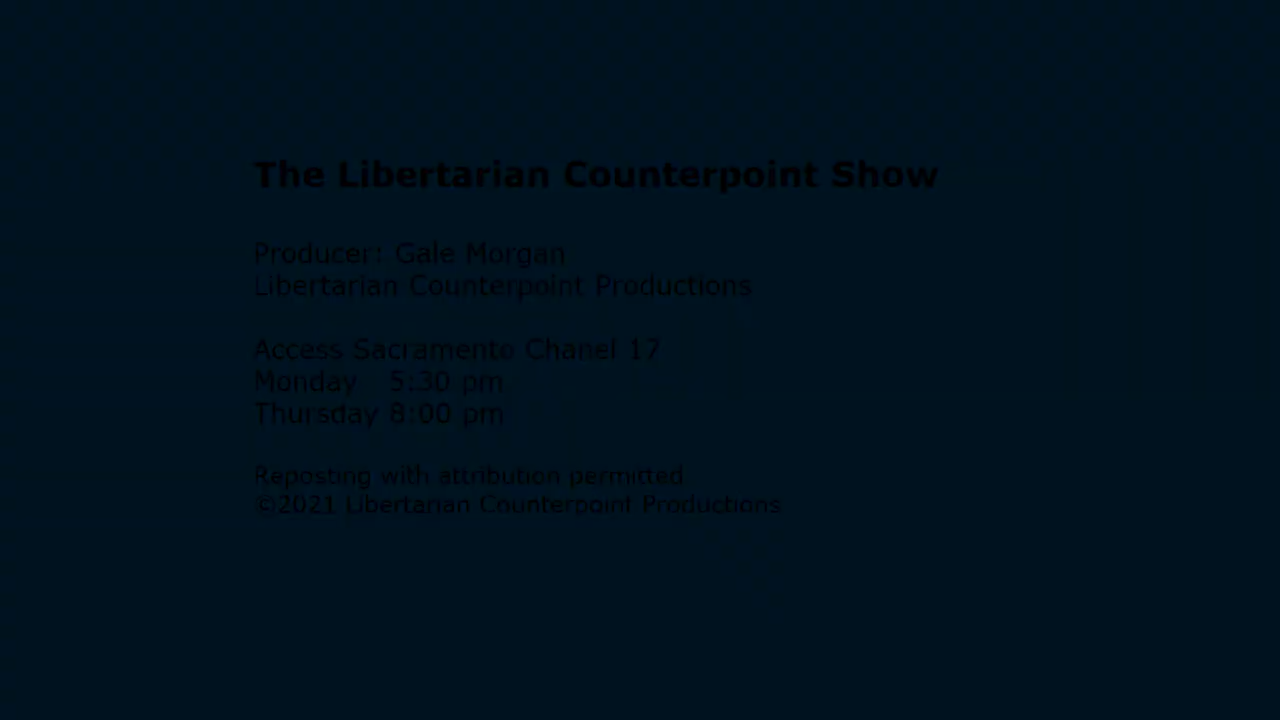 The Libertarian Counterpoint Show
Producer: Gale Morgan
Libertarian Counterpoint Productions
Access Sacramento Chanel 17
Monday 5:30 pm
Thursday 8:00 pm
Reposting with attribution permitted
©2021 Libertarian Counterpoint Productions